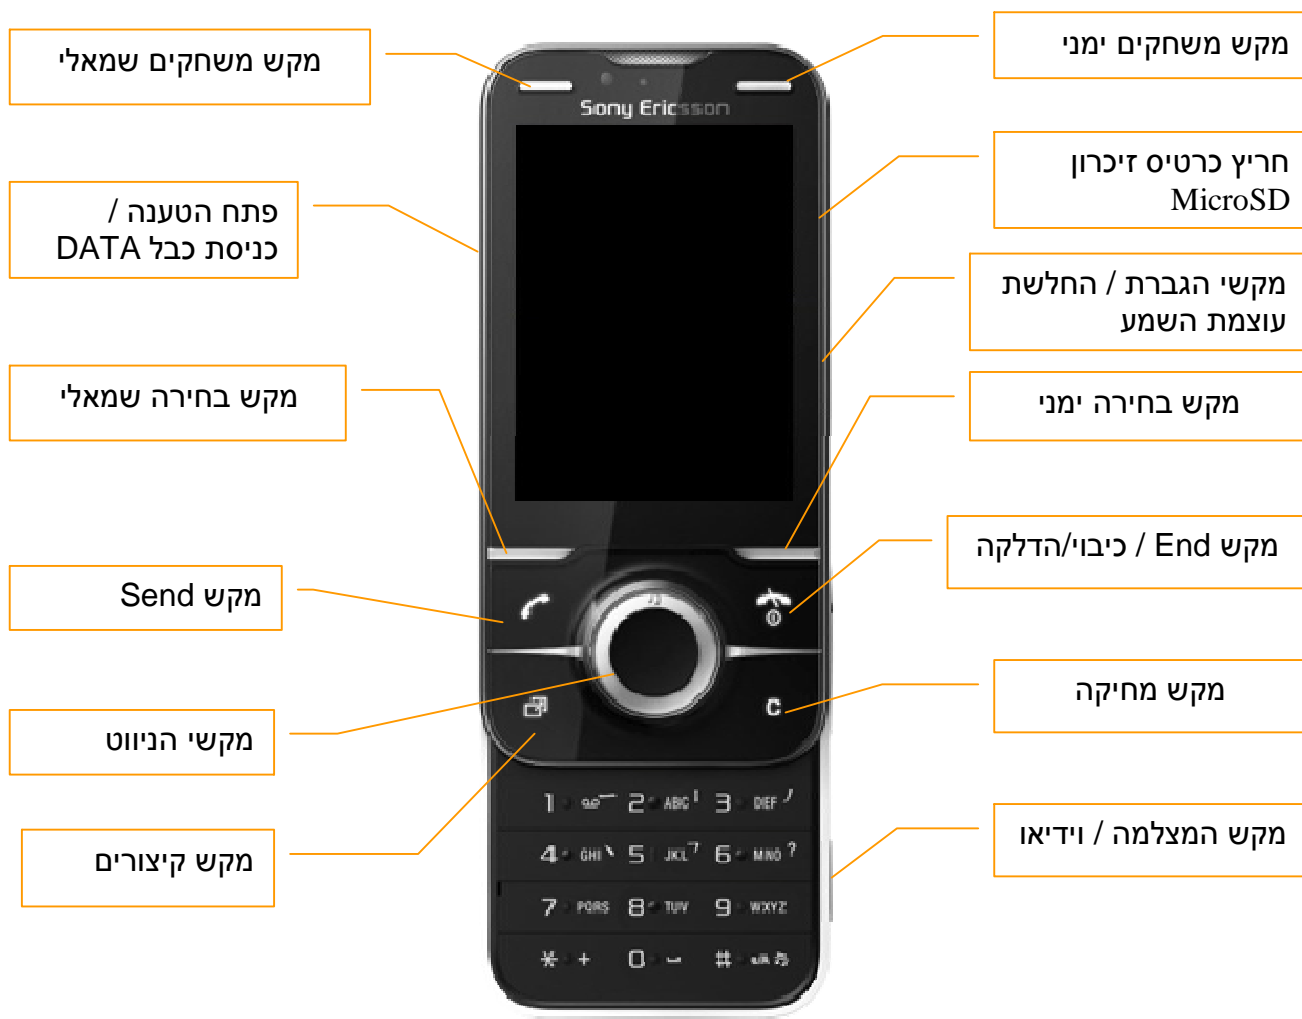 מקש משחקים ימני
מקש משחקים שמאלי
Sony Ericsson
חריץ כרטיס זיכרון
MicroSD
פתח הטענה /
כניסת כבל DATA
מקשי הגברת / החלשת
עוצמת השמע
מקש בחירה ימני
מקש בחירה שמאלי
מקש End / כיבוי/הדלקה
מקש Send
מקש מחיקה
C
מקשי הניווט
מקש המצלמה / וידיאו
מקש קיצורים
1 2 ABC 3 DEF
4 GHI 5 JKL 6 MNO ?
7 PQRS 8 TUV 9 WXYZ
* + 0 #